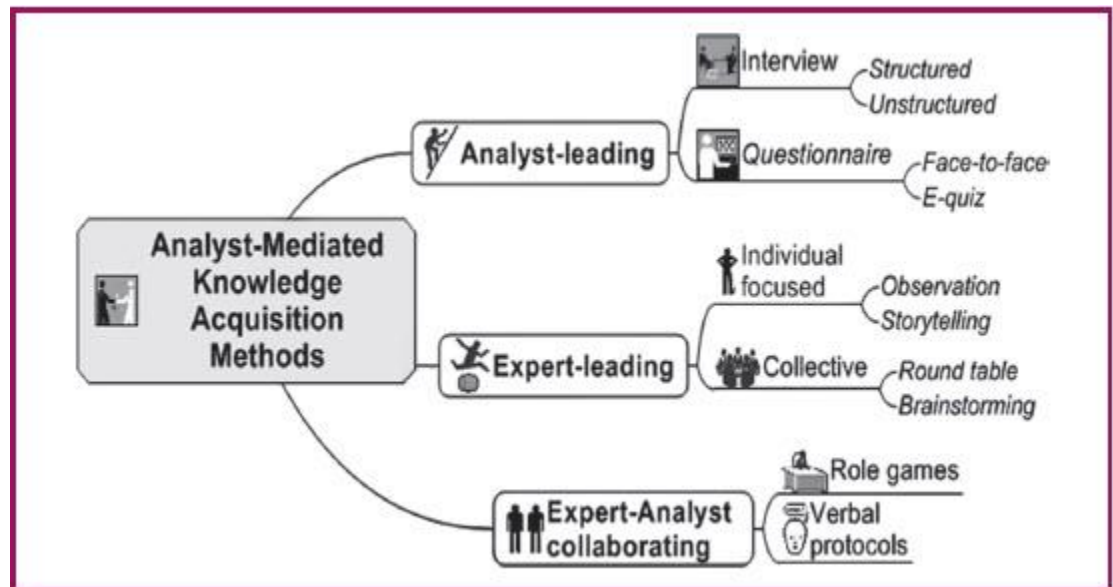 Analyst-Mediated
Knowledge
Acquisition
Methods
Analyst-leading
Interview
Structured
Unstructured
Questionnaire
Face-to-face
E-quiz
Expert-leading
Individual
focused
Observation
Storytelling
Collective
Round table
Brainstorming
Expert-Analyst
collaborating
Role games
Verbal
protocols